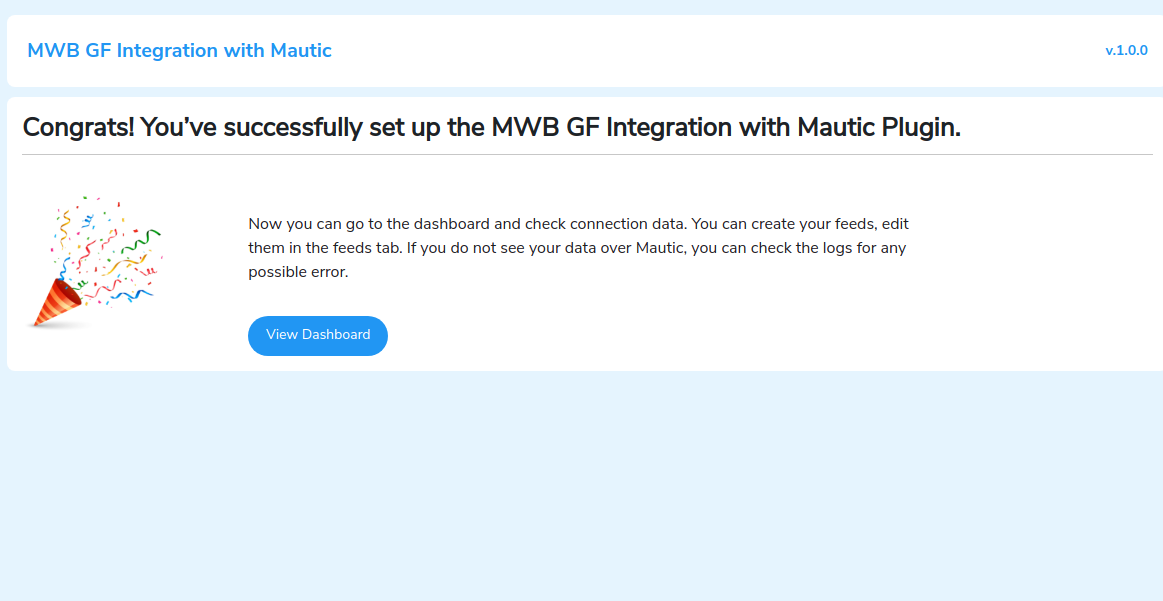 MWB GF Integration with Mautic
v.1.0.0
Congrats! You’ve successfully set up the MWB GF Integration with Mautic Plugin.
Now you can go to the dashboard and check connection data. You can create your feeds, edit
them in the feeds tab. If you do not see your data over Mautic, you can check the logs for any
possible error.
View Dashboard